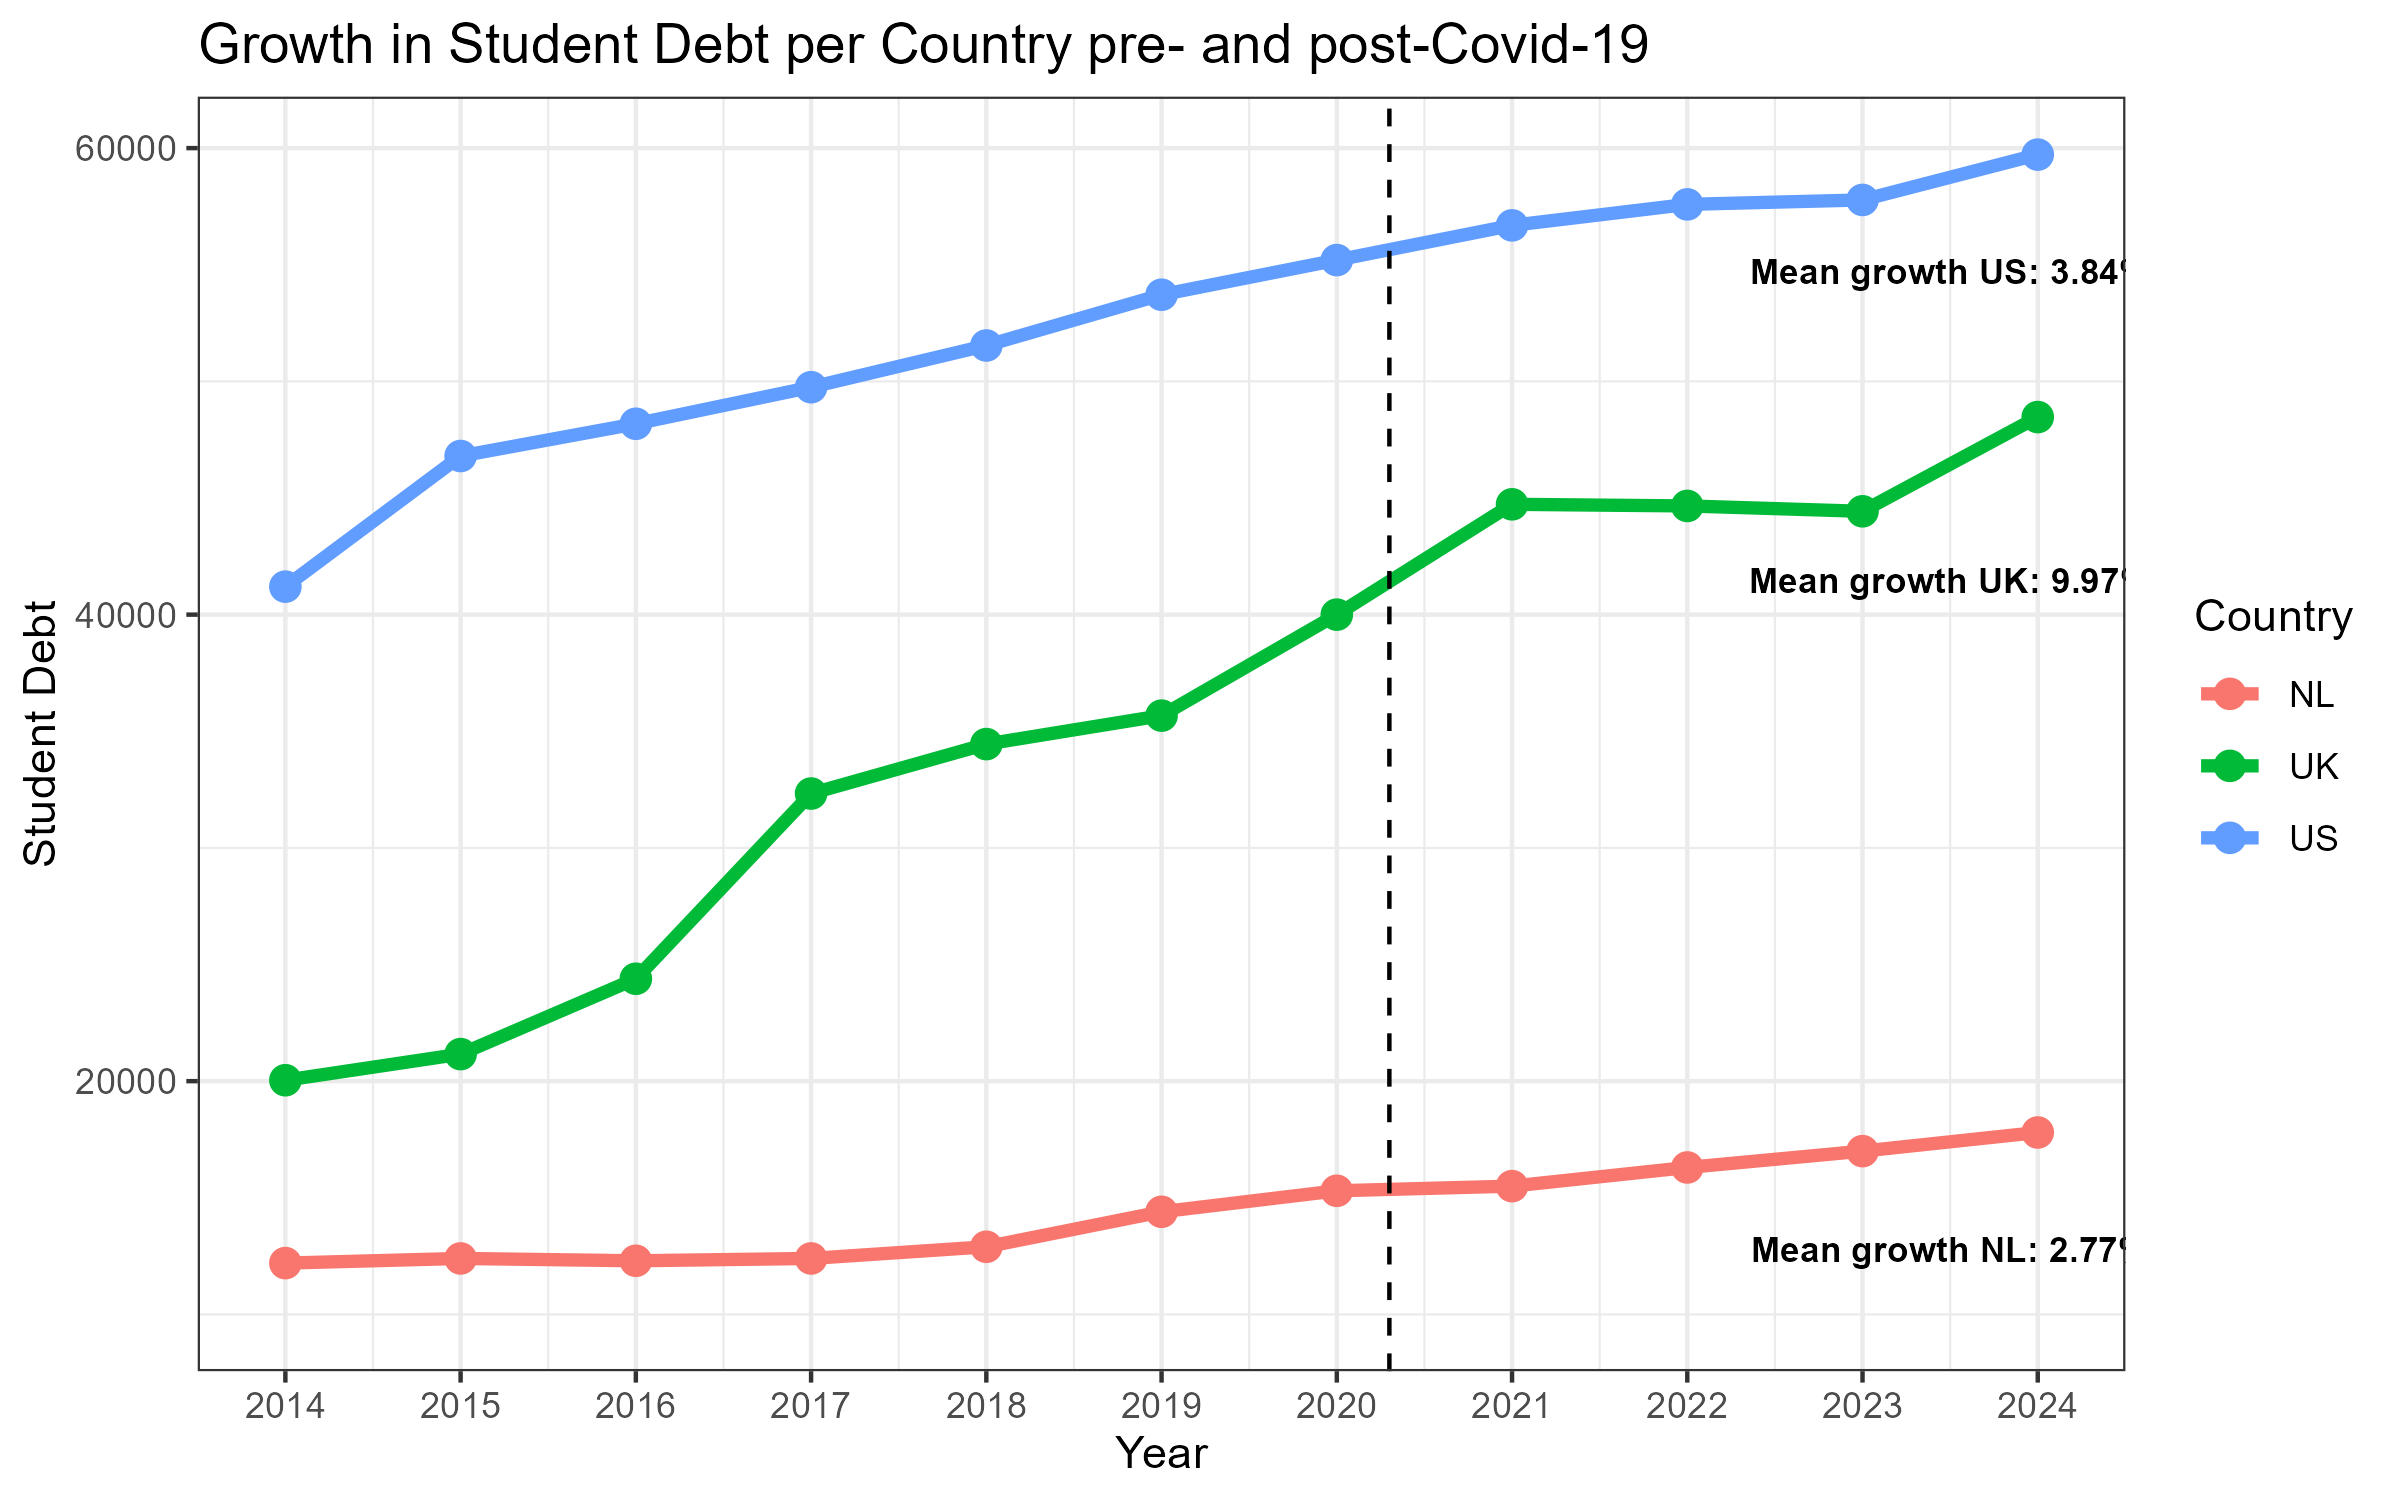 Growth in Student Debt per Country pre- and post-Covid-19
60000
40000
20000
Student Debt
Mean growth US: 3.84%
Mean growth UK: 9.97%
Mean growth NL: 2.77%
Country
NL
UK
US
2014 2015 2016 2017 2018 2019 2020 2021 2022 2023 2024
Year